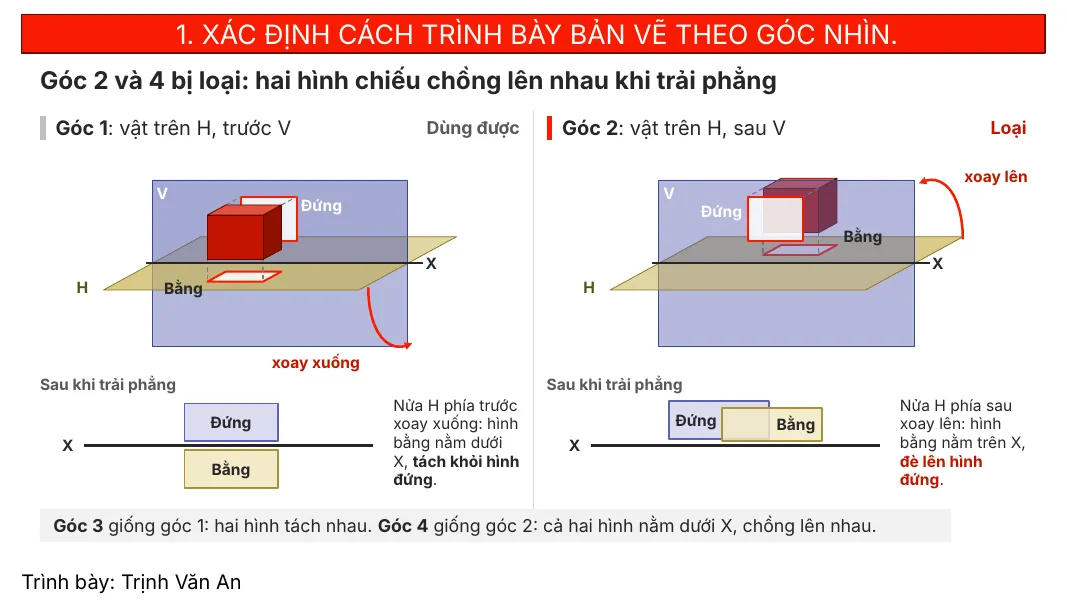 1. XÁC ĐỊNH CÁCH TRÌNH BÀY BẢN VẼ THEO GÓC NHÌN.
Góc 2 và 4 bị loại: hai hình chiếu chồng lên nhau khi trải phẳng
Góc 1: vật trên H, trước V
Dùng được
V
Đứng
X
H
Bằng
xoay xuống
Sau khi trải phẳng
Đứng
X
Bằng
Nửa H phía trước
xoay xuống: hình
bằng nằm dưới
X, tách khỏi hình
đứng.
Góc 2: vật trên H, sau V
Loại
xoay lên
V
Đứng
Bằng
X
H
Sau khi trải phẳng
Đứng
Bằng
X
Nửa H phía sau
xoay lên: hình
bằng nằm trên X,
đè lên hình
đứng.
Góc 3 giống góc 1: hai hình tách nhau. Góc 4 giống góc 2: cả hai hình nằm dưới X, chồng lên nhau.
Trình bày: Trịnh Văn An